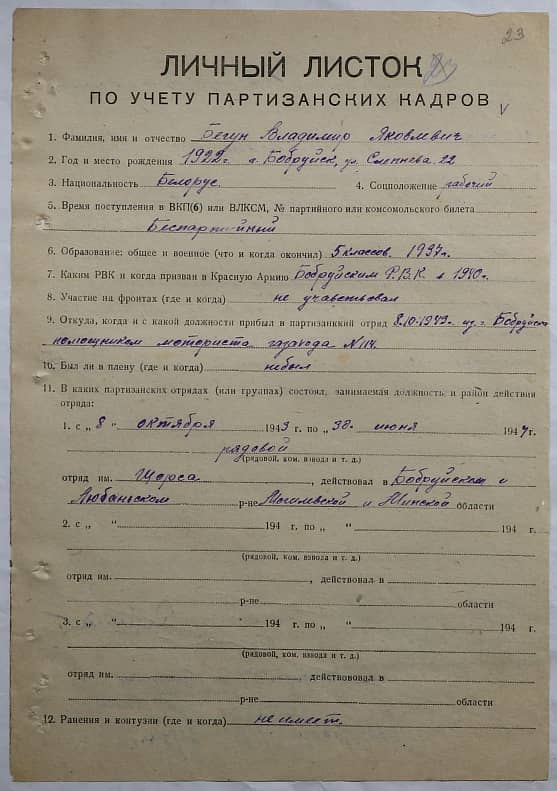 23
ЛИЧНЫЙ ЛИСТОК
ПО УЧЕТУ ПАРТИЗАНСКИХ КАДРОВ
1. Фамилия, имя и отчество Бегун Владимир Яковлевич
2. Год и место рождения 1922 г. г. Бобруйск, ул. Слепнева 22
3. Национальность Белорус. 4. Соцположение рабочий
5. Время поступления в ВКП(б) или ВЛКСМ, № партийного или комсомольского билета
Беспартийный
6. Образование: общее и военное (что и когда окончил) 5 классов. 1937 г.
7. Каким РВК и когда призван в Красную Армию Бобруйским Р.В.К. в 1940 г.
8. Участие на фронтах (где и когда) не участвовал
9. Откуда, когда и с какой должности прибыл в партизанкий отряд 8.10-1943 г. из г. Бобруйска
помощником моториста газохода N 114.
10. Был ли в плену (где и когда) небыл
11. В каких партизанских отрядах (или группах) состоял, занимаемая должность и район действия
отряда:
1. с „ 8 " октября 1943 г. по „ 30 " июня 1944 г.
рядовой
(рядовой, ком. взвода и т. д.)
отряд им. Щорса , действовал в Бобруйском и
Любаньском р-не Могилевской и Минской области
2. с „ " 194 г. по „ " 194 г.
(рядовой, ком. взвода и т. д.)
отряд им. , действовал в
р-не области
3. с „ " 194 г. по „ " 194 г.
(рядовой, ком. взвода и т. д.)
отряд им. , действововал в
р-не области
12. Ранения и контузии (где и когда) не имеет.